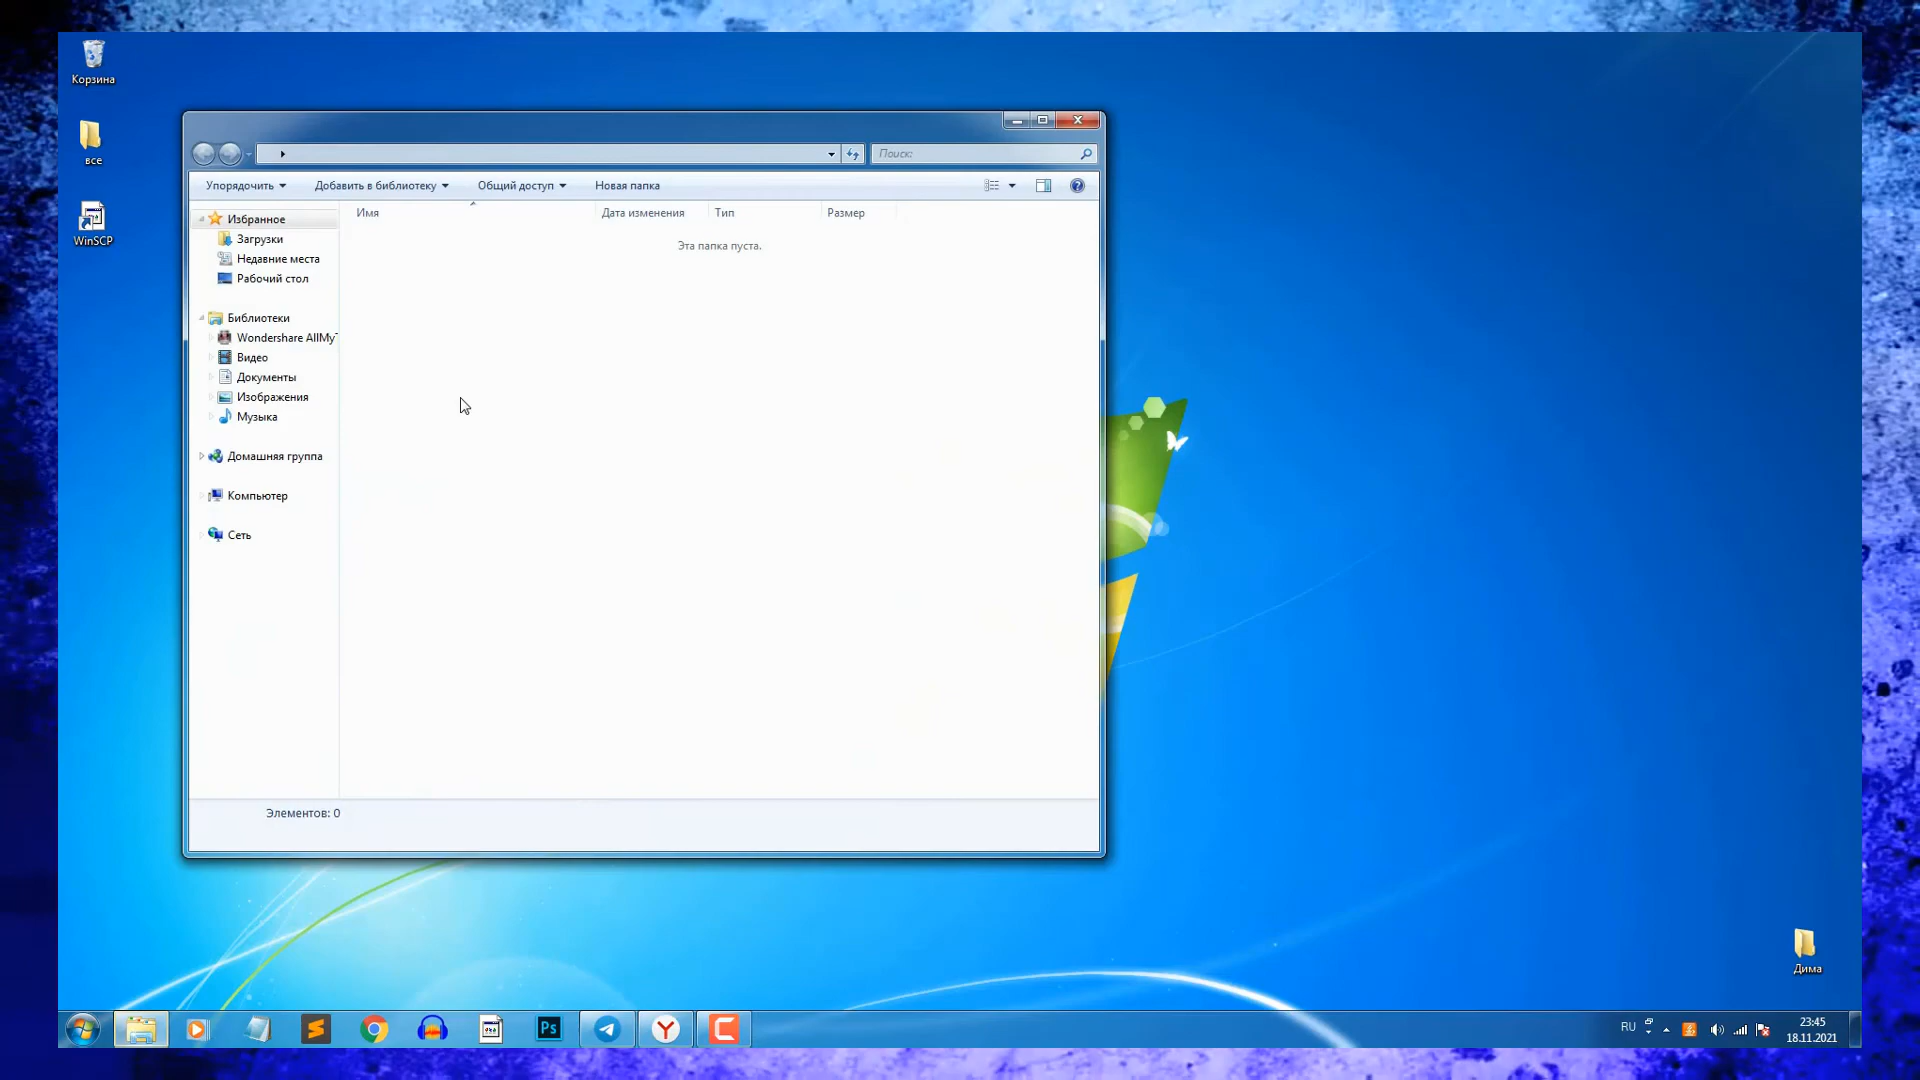 Корзина
все
WinSCP
Поиск:
Упорядочить
Добавить в библиотеку
Общий доступ
Новая папка
Имя
Дата изменения
Тип
Размер
Эта папка пуста.
Избранное
Загрузки
Недавние места
Рабочий стол
Библиотеки
Wondershare AllMy
Видео
Документы
Изображения
Музыка
Домашняя группа
Компьютер
Сеть
Элементов: 0
Дима
Ps
RU
23:45
18.11.2021